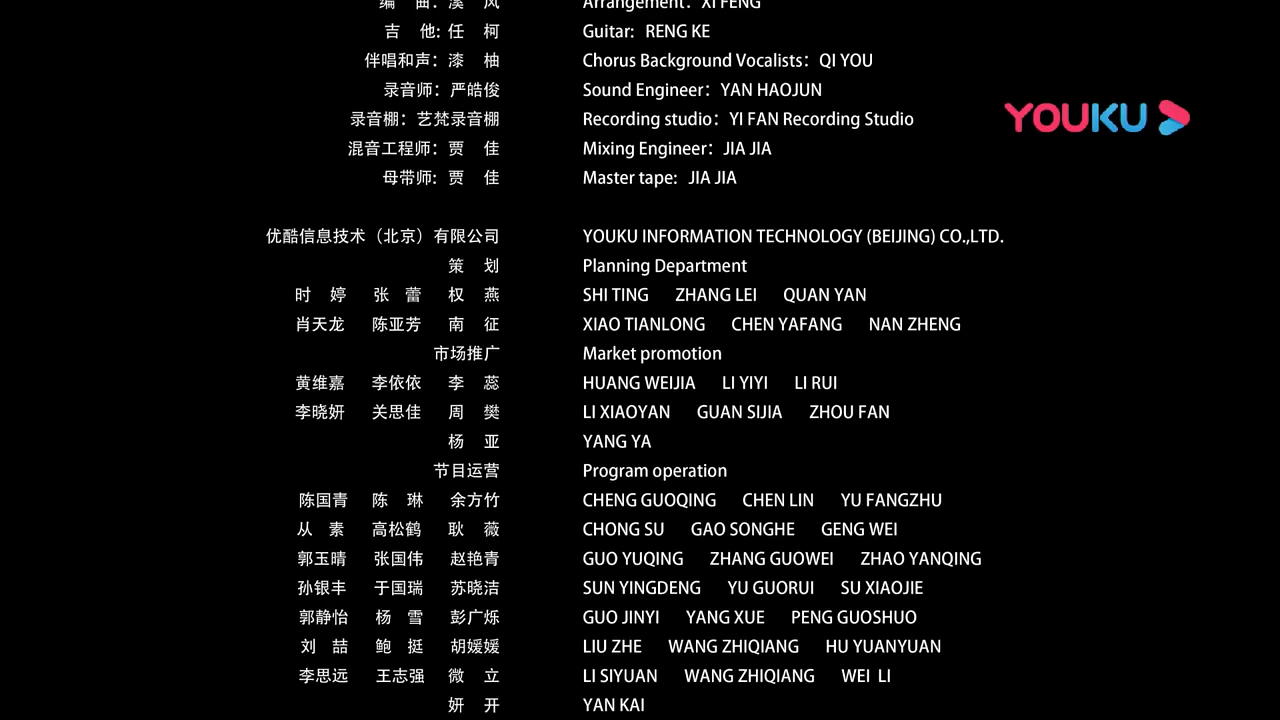 编 曲：溪 风 Arrangement: XI FENG
吉 他: 任 柯 Guitar: RENG KE
伴唱和声：漆 柚 Chorus Background Vocalists：QI YOU
录音师：严皓俊 Sound Engineer：YAN HAOJUN
录音棚：艺梵录音棚 Recording studio：YI FAN Recording Studio
YOUKU
混音工程师：贾 佳 Mixing Engineer：JIA JIA
母带师: 贾 佳 Master tape: JIA JIA
优酷信息技术（北京）有限公司 YOUKU INFORMATION TECHNOLOGY (BEIJING) CO.,LTD.
策 划 Planning Department
时 婷 张 蕾 权 燕 SHI TING ZHANG LEI QUAN YAN
肖天龙 陈亚芳 南 征 XIAO TIANLONG CHEN YAFANG NAN ZHENG
市场推广 Market promotion
黄维嘉 李依依 李 蕊 HUANG WEIJIA LI YIYI LI RUI
李晓妍 关思佳 周 樊 LI XIAOYAN GUAN SIJIA ZHOU FAN
杨 亚 YANG YA
节目运营 Program operation
陈国青 陈 琳 余方竹 CHENG GUOQING CHEN LIN YU FANGZHU
从 素 高松鹤 耿 薇 CHONG SU GAO SONGHE GENG WEI
郭玉晴 张国伟 赵艳青 GUO YUQING ZHANG GUOWEI ZHAO YANQING
孙银丰 于国瑞 苏晓洁 SUN YINGDENG YU GUORUI SU XIAOJIE
郭静怡 杨 雪 彭广烁 GUO JINYI YANG XUE PENG GUOSHUO
刘 喆 鲍 挺 胡媛媛 LIU ZHE WANG ZHIQIANG HU YUANYUAN
李思远 王志强 微 立 LI SIYUAN WANG ZHIQIANG WEI LI
妍 开 YAN KAI